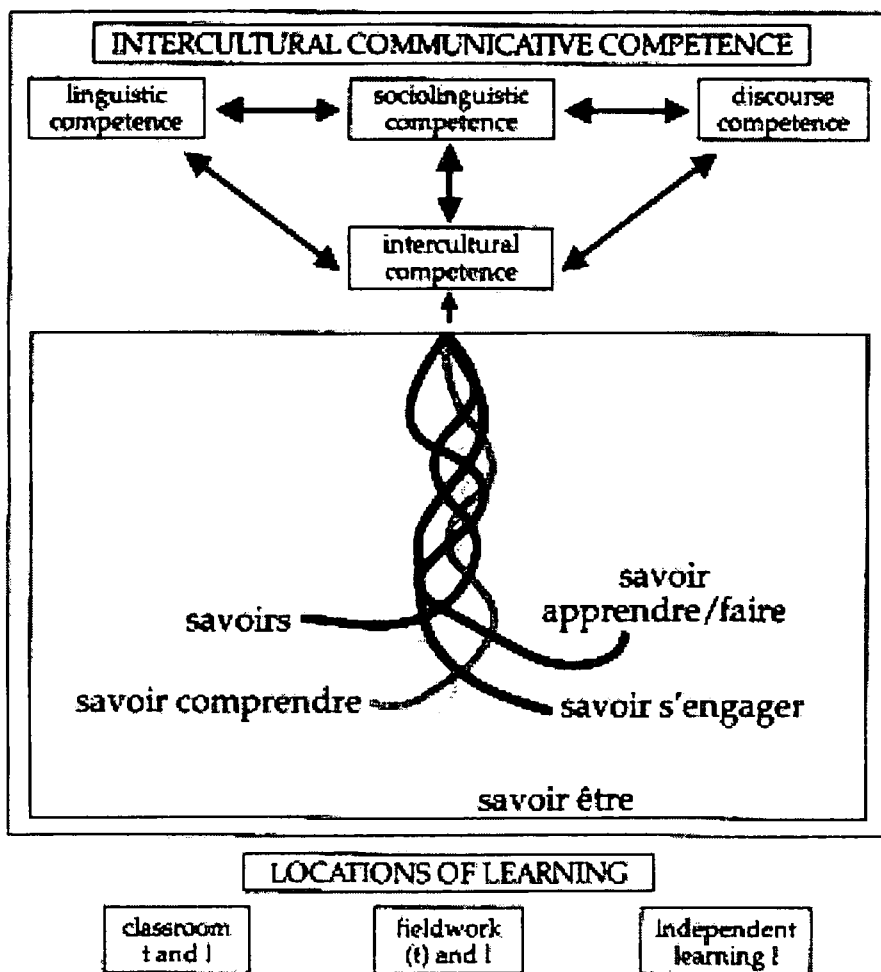 INTERCULTURAL COMMUNICATIVE COMPETENCE
linguistic
competence
sociolinguistic
competence
discourse
competence
intercultural
competence
savoir
apprendre/faire
savoirs
savoir comprendre
savoir s'engager
savoir être
LOCATIONS OF LEARNING
classroom
t and l
fieldwork
(t) and l
independent
learning l